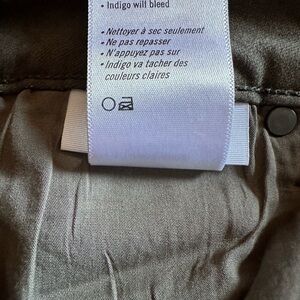 • Indigo will bleed
• Nettoyer à sec seulement
• Ne pas repasser
• N'appuyez pas sur
• Indigo va tacher des
couleurs claires